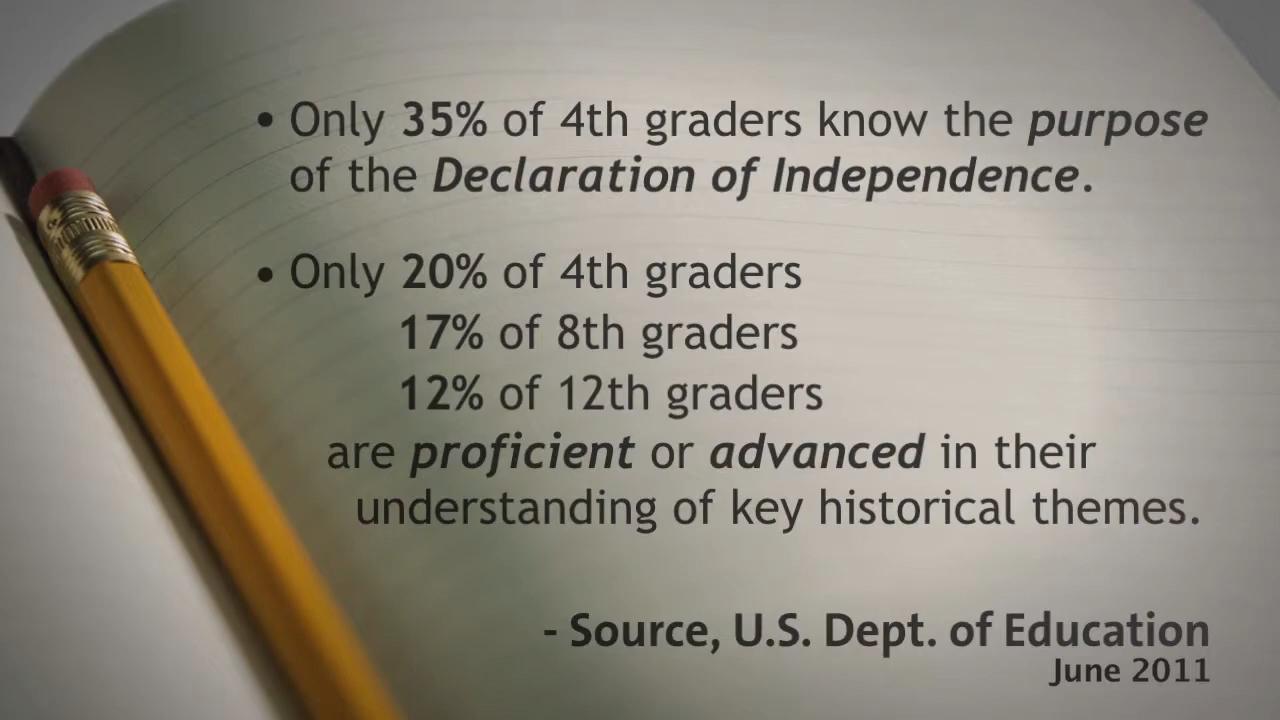 • Only 35% of 4th graders know the purpose
of the Declaration of Independence.
• Only 20% of 4th graders
17% of 8th graders
12% of 12th graders
are proficient or advanced in their
understanding of key historical themes.
- Source, U.S. Dept. of Education
June 2011